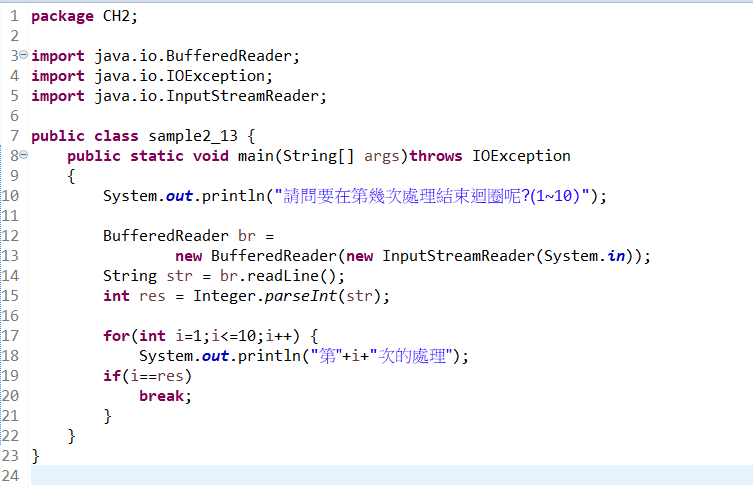 1 package CH2;
2
3 import java.io.BufferedReader;
4 import java.io.IOException;
5 import java.io.InputStreamReader;
6
7 public class sample2_13 {
8     public static void main(String[] args)throws IOException
9     {
10         System.out.println("請問要在第幾次處理結束迴圈呢?(1~10)");
11
12         BufferedReader br =
13                 new BufferedReader(new InputStreamReader(System.in));
14         String str = br.readLine();
15         int res = Integer.parseInt(str);
16
17         for(int i=1;i<=10;i++) {
18             System.out.println("第"+i+"次的處理");
19         if(i==res)
20             break;
21         }
22     }
23 }
24